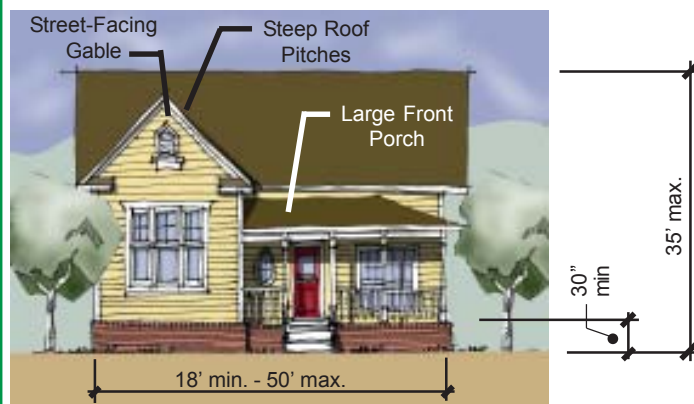 Street-Facing
Gable
Steep Roof
Pitches
Large Front
Porch
35’ max.
30”
min
18’ min. - 50’ max.